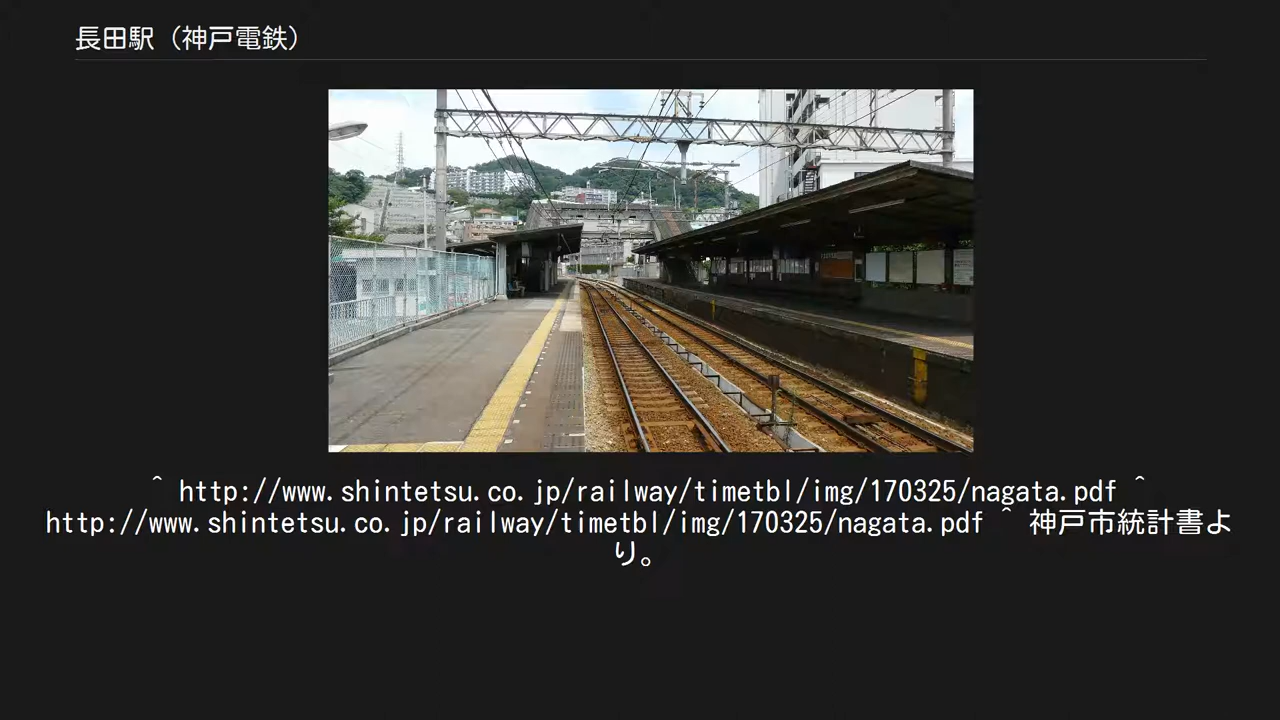 長田駅（神戸電鉄）
^ http://www.shintetsu.co.jp/railway/timetbl/img/170325/nagata.pdf ^
http://www.shintetsu.co.jp/railway/timetbl/img/170325/nagata.pdf ^ 神戸市統計書よ
り。